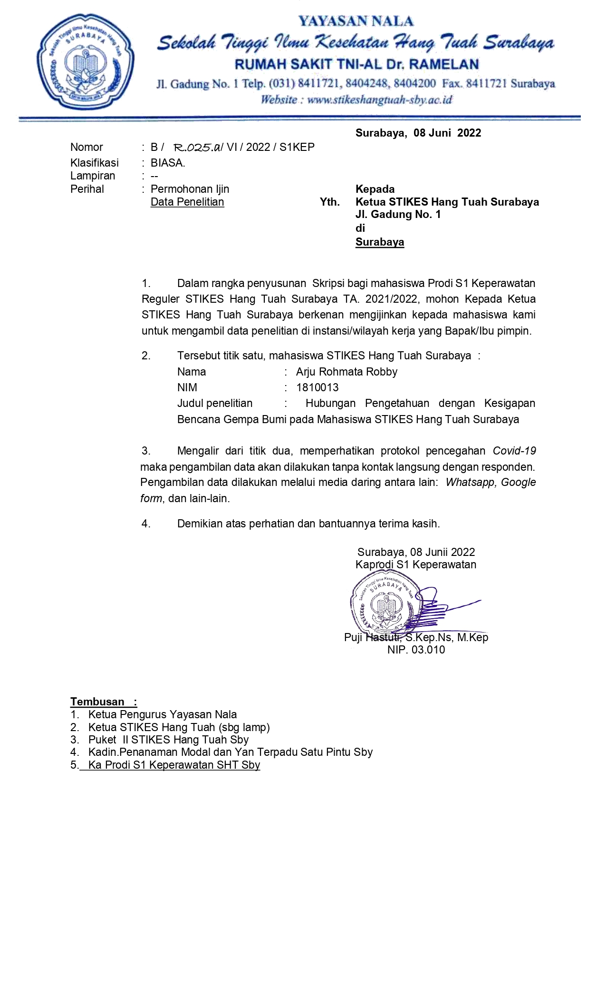 YAYASAN NALA
Sekolah Tinggi Ilmu Kesehatan Hang Tuah Surabaya
RUMAH SAKIT TNI-AL Dr. RAMELAN
Jl. Gadung No. 1 Telp. (031) 8411721, 8404248, 8404200 Fax. 8411721 Surabaya
Website : www.stikeshangtuah-sby.ac.id
Sekolah Tinggi Ilmu Kesehatan Hang Tuah
SURABAYA
Surabaya, 08 Juni 2022
Nomor : B / R.025.a/ VI / 2022 / S1KEP
Klasifikasi : BIASA.
Lampiran : --
Perihal : Permohonan Ijin Kepada
Data Penelitian Yth. Ketua STIKES Hang Tuah Surabaya
Jl. Gadung No. 1
di
Surabaya
1. Dalam rangka penyusunan Skripsi bagi mahasiswa Prodi S1 Keperawatan
Reguler STIKES Hang Tuah Surabaya TA. 2021/2022, mohon Kepada Ketua
STIKES Hang Tuah Surabaya berkenan mengijinkan kepada mahasiswa kami
untuk mengambil data penelitian di instansi/wilayah kerja yang Bapak/Ibu pimpin.
2. Tersebut titik satu, mahasiswa STIKES Hang Tuah Surabaya :
Nama : Arju Rohmata Robby
NIM : 1810013
Judul penelitian : Hubungan Pengetahuan dengan Kesigapan
Bencana Gempa Bumi pada Mahasiswa STIKES Hang Tuah Surabaya
3. Mengalir dari titik dua, memperhatikan protokol pencegahan Covid-19
maka pengambilan data akan dilakukan tanpa kontak langsung dengan responden.
Pengambilan data dilakukan melalui media daring antara lain: Whatsapp, Google
form, dan lain-lain.
4. Demikian atas perhatian dan bantuannya terima kasih.
Surabaya, 08 Junii 2022
Kaprodi S1 Keperawatan
Sekolah Tinggi Ilmu Kesehatan Hang Tuah
SURABAYA
Puji Hastuti, S.Kep.Ns, M.Kep
NIP. 03.010
Tembusan :
1. Ketua Pengurus Yayasan Nala
2. Ketua STIKES Hang Tuah (sbg lamp)
3. Puket II STIKES Hang Tuah Sby
4. Kadin.Penanaman Modal dan Yan Terpadu Satu Pintu Sby
5. Ka Prodi S1 Keperawatan SHT Sby